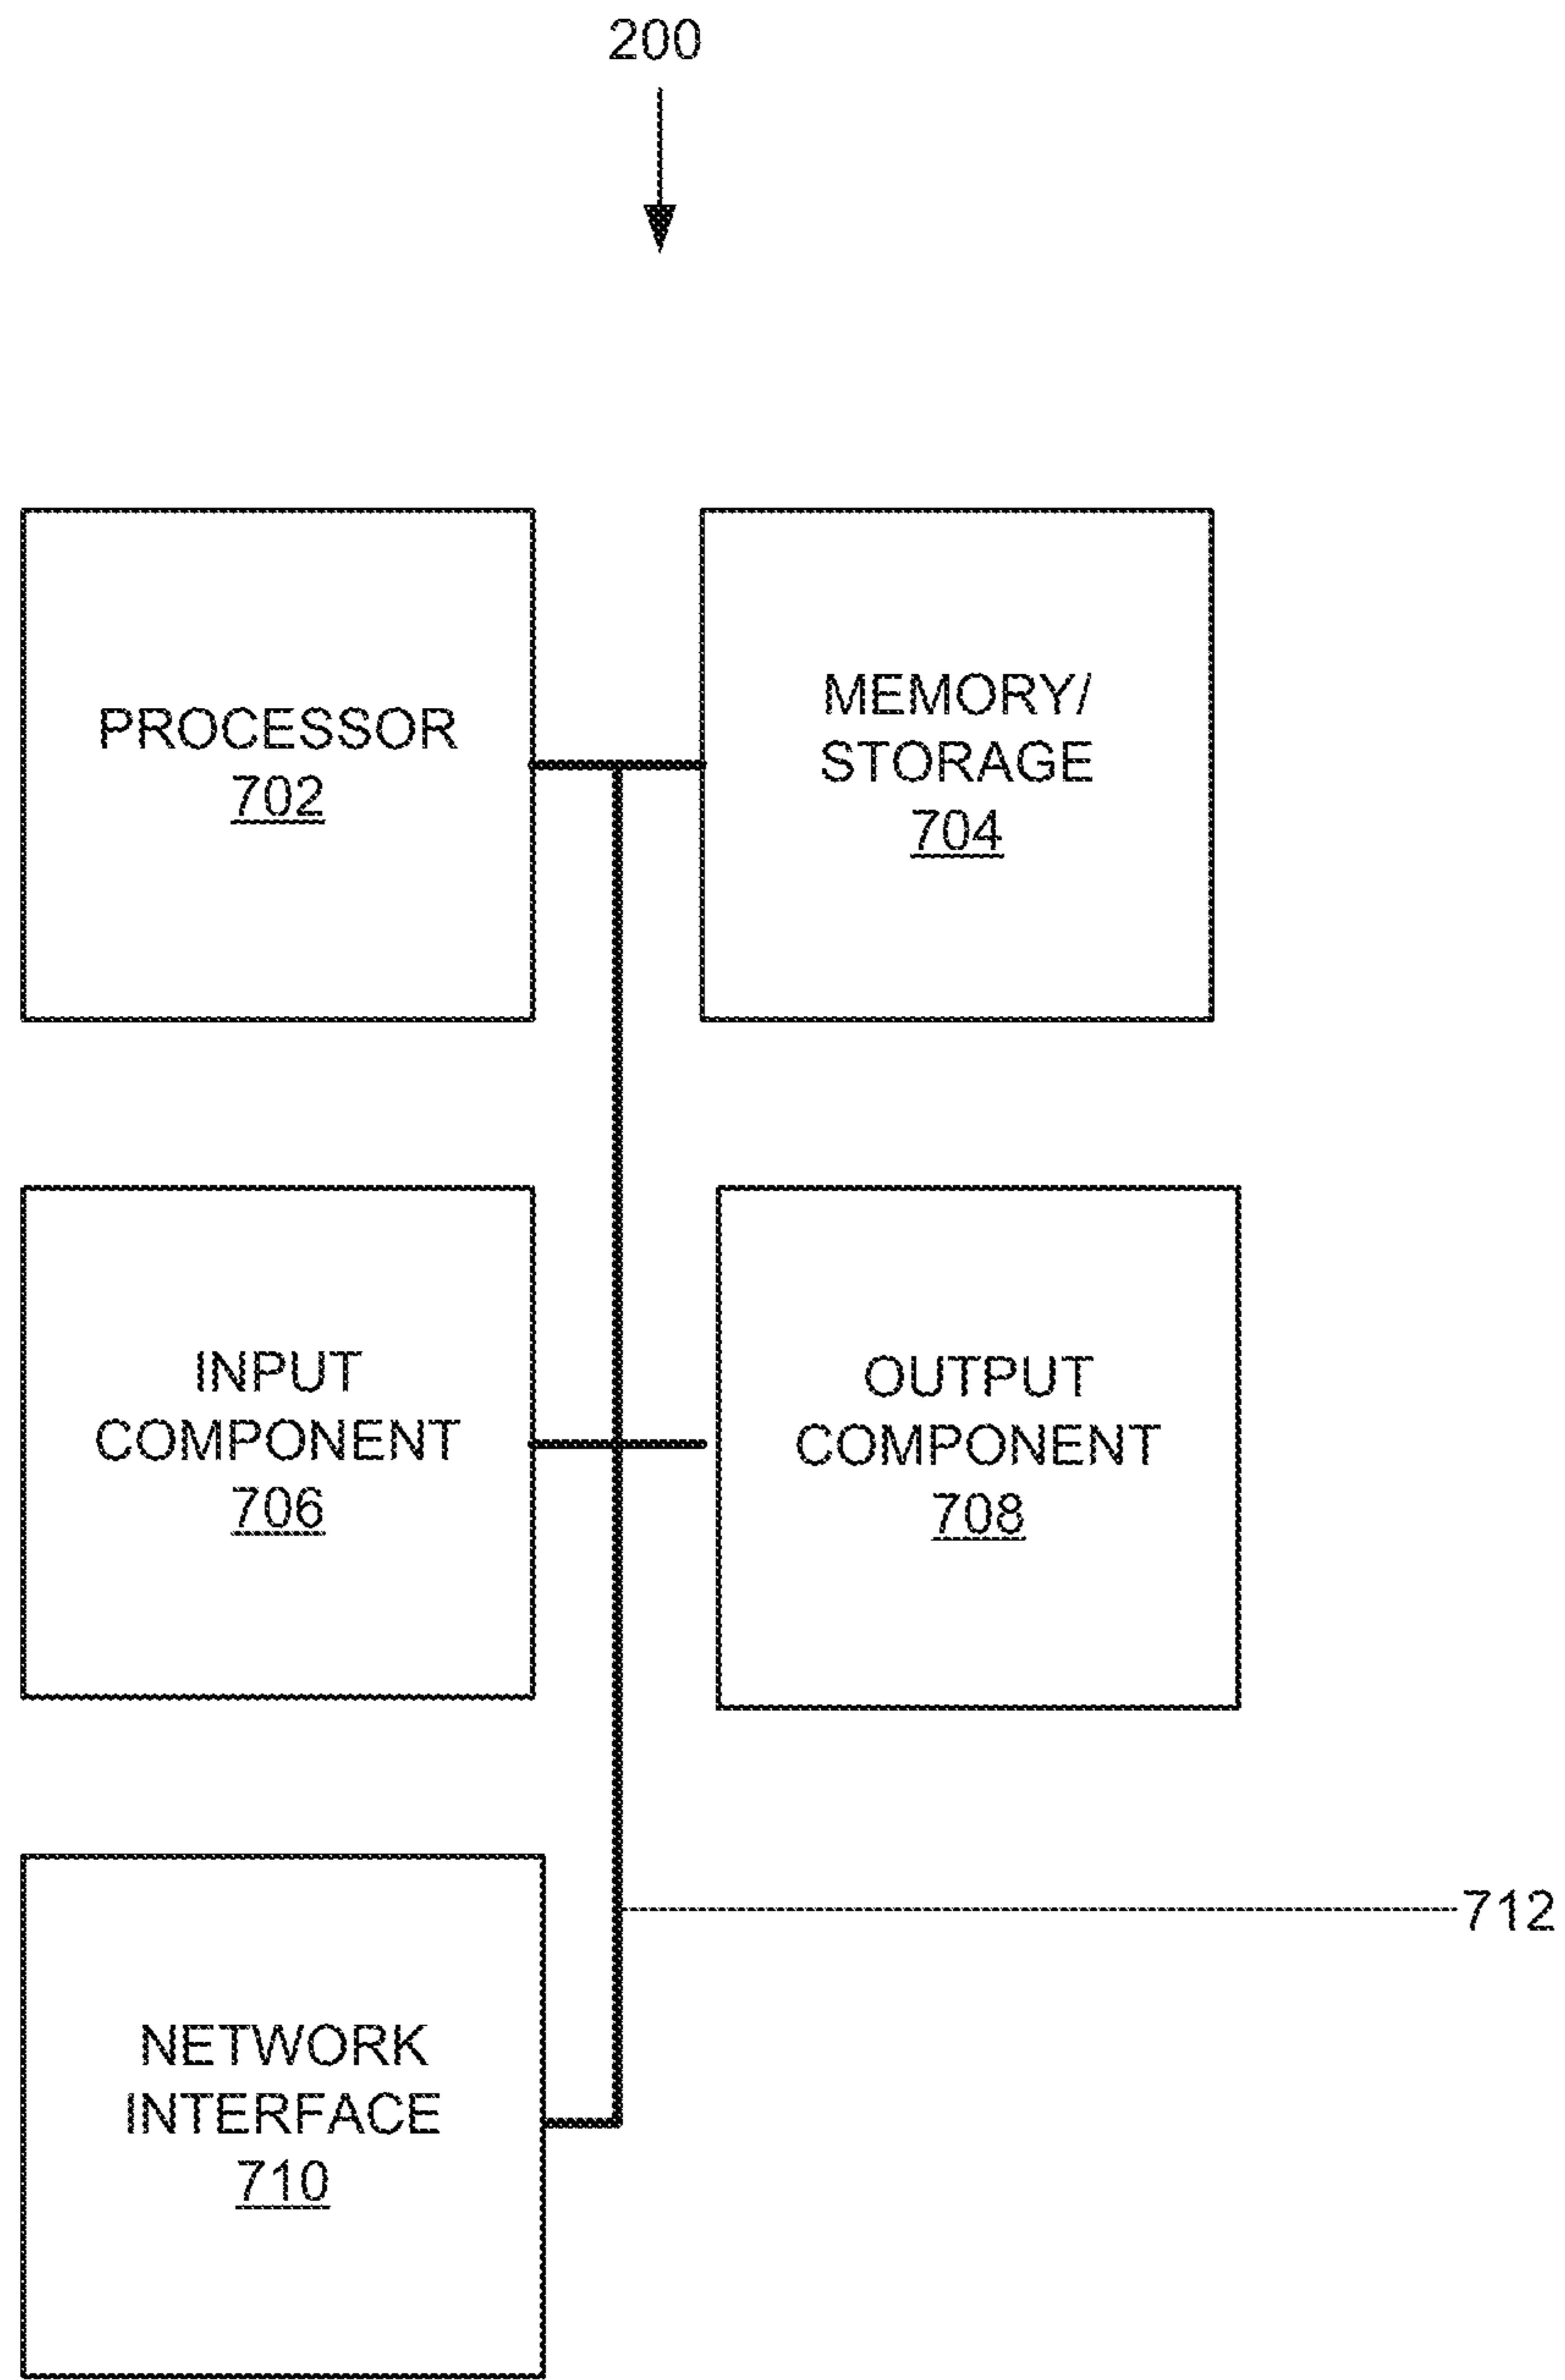 200
PROCESSOR
702
MEMORY/
STORAGE
704
INPUT
COMPONENT
706
OUTPUT
COMPONENT
708
712
NETWORK
INTERFACE
710